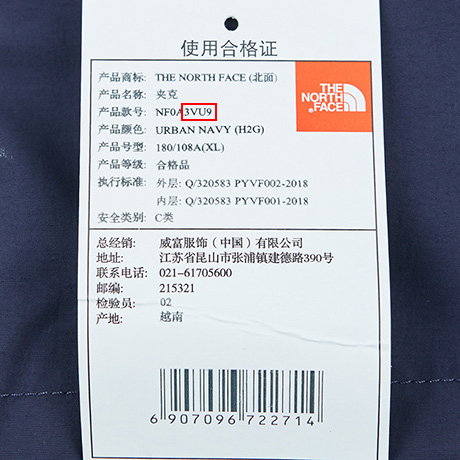 使用合格证
产品商标: THE NORTH FACE (北面)
产品名称: 夹克
产品款号: NF0A3VU9
产品颜色: URBAN NAVY (H2G)
产品号型: 180/108A(XL)
产品等级: 合格品
执行标准: 外层: Q/320583 PYVF002-2018
内层: Q/320583 PYVF001-2018
安全类别: C类
THE
NORTH
FACE
总经销: 威富服饰（中国）有限公司
地址: 江苏省昆山市张浦镇建德路390号
联系电话: 021-61705600
邮编: 215321
检验员: 02
产地: 越南
6 907096 722714